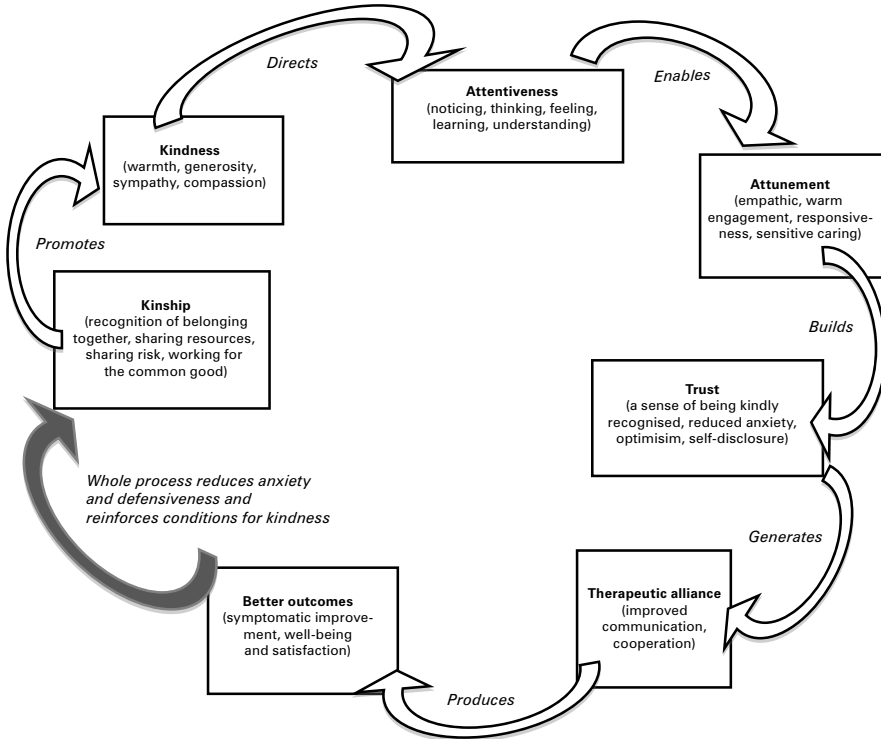 Directs
Attentiveness
(noticing, thinking, feeling,
learning, understanding)
Enables
Kindness
(warmth, generosity,
sympathy, compassion)
Attunement
(empathic, warm
engagement, responsive-
ness, sensitive caring)
Promotes
Kinship
(recognition of belonging
together, sharing resources,
sharing risk, working for
the common good)
Builds
Trust
(a sense of being kindly
recognised, reduced anxiety,
optimisim, self-disclosure)
Whole process reduces anxiety
and defensiveness and
reinforces conditions for kindness
Generates
Therapeutic alliance
(improved
communication,
cooperation)
Better outcomes
(symptomatic improve-
ment, well-being
and satisfaction)
Produces